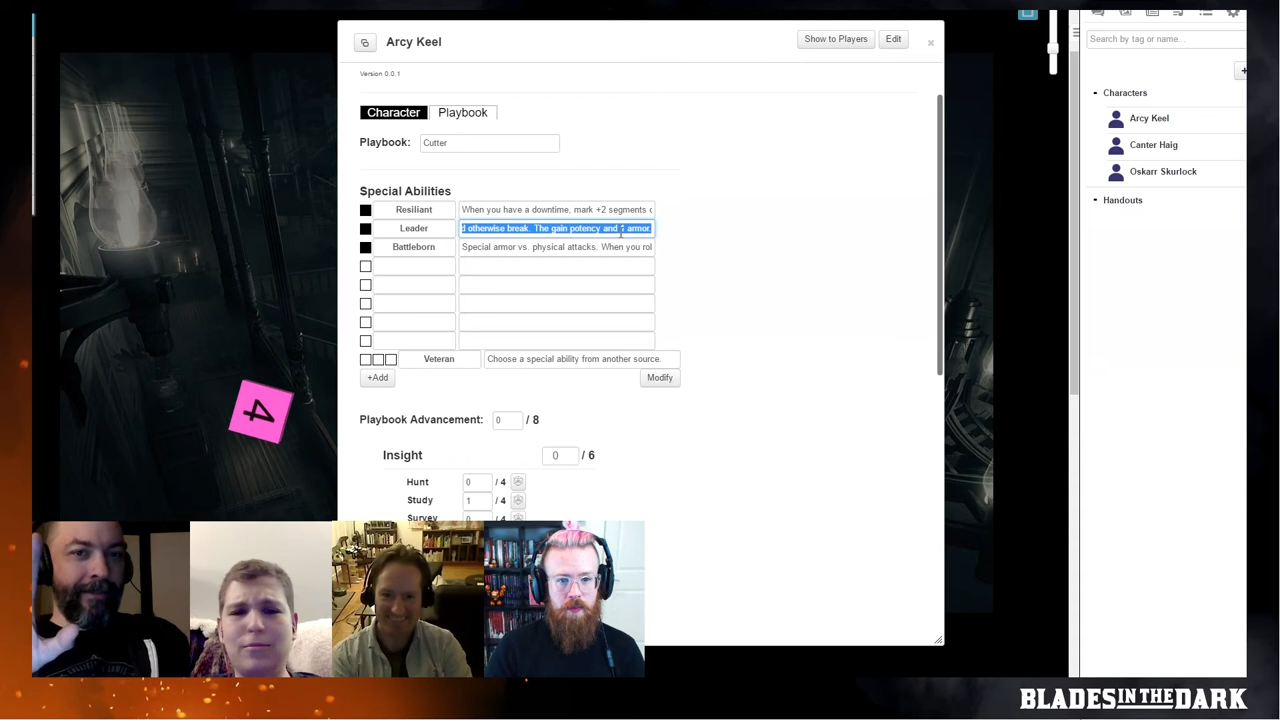 Arcy Keel
Show to Players
Edit
Search by tag or name...
Version 0.0.1
Character
Playbook
Playbook: Cutter
Special Abilities
Resiliant When you have a downtime, mark +2 segments
Leader otherwise break. The gain potency and armor.
Battleborn Special armor vs. physical attacks. When you rol
Veteran Choose a special ability from another source.
+Add
Modify
Playbook Advancement: 0 / 8
Insight 0 / 6
Hunt 0 / 4
Study 1 / 4
Survey
4
Characters
Arcy Keel
Canter Haig
Oskarr Skurlock
Handouts
BLADES IN THE DARK